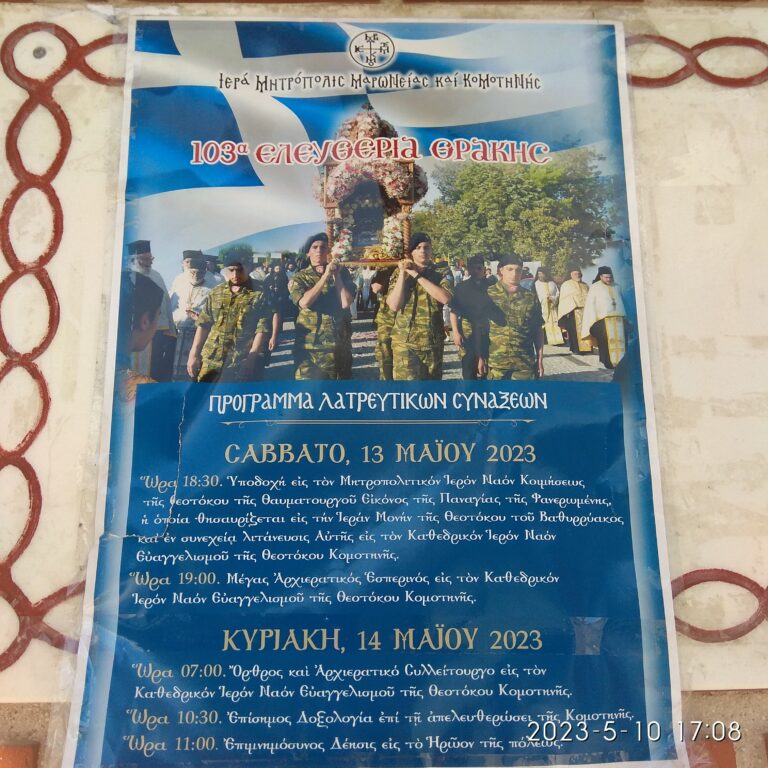 Ἱερά Μητρόπολις Μαρωνείας καί Κομοτηνῆς
103α ΕΛΕΥΘΕΡΙΑ ΘΡΑΚΗΣ
ΠΡΟΓΡΑΜΜΑ ΛΑΤΡΕΥΤΙΚΩΝ ΣΥΝΑΞΕΩΝ
ΣΑΒΒΑΤΟ, 13 ΜΑΪΟΥ 2023
Ὥρα 18:30. Ὑποδοχή εἰς τὸν Μητροπολιτικόν Ἱερόν Ναόν Κοιμήσεως
τῆς Θεοτόκου τῆς Θαυματουργοῦ Εἰκόνος τῆς Παναγίας τῆς Φανερωμένης,
ἡ ὁποία θησαυρίζεται εἰς τὴν Ἱεράν Μονήν τῆς Θεοτόκου τοῦ Βαθυρρύακος
καί ἐν συνεχείᾳ λιτάνευσις Αὐτῆς εἰς τὸν Καθεδρικόν Ἱερόν Ναόν
Εὐαγγελισμοῦ τῆς Θεοτόκου Κομοτηνῆς.
Ὥρα 19:00. Μέγας Ἀρχιερατικός Ἑσπερινός εἰς τὸν Καθεδρικόν
Ἱερόν Ναόν Εὐαγγελισμοῦ τῆς Θεοτόκου Κομοτηνῆς.
ΚΥΡΙΑΚΗ, 14 ΜΑΪΟΥ 2023
Ὥρα 07:00. Ὄρθρος καί Ἀρχιερατικό Συλλείτουργο εἰς τὸν
Καθεδρικόν Ἱερόν Ναόν Εὐαγγελισμοῦ τῆς Θεοτόκου Κομοτηνῆς.
Ὥρα 10:30. Ἐπίσημος Δοξολογία ἐπί τῇ ἀπελευθερώσει τῆς Κομοτηνῆς.
Ὥρα 11:00. Ἐπιμνημόσυνος Δέησις εἰς τὸ Ἡρῷον τῆς πόλεως.
2023-5-10 17:08